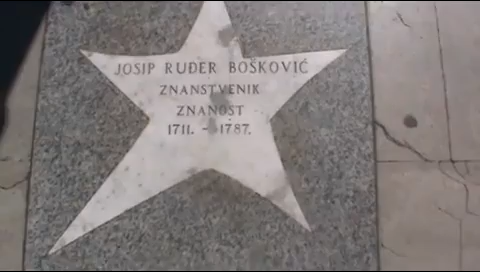 JOSIP RUĐER BOŠKOVIĆ
ZNANSTVENIK
ZNANOST
1711. - 1787.